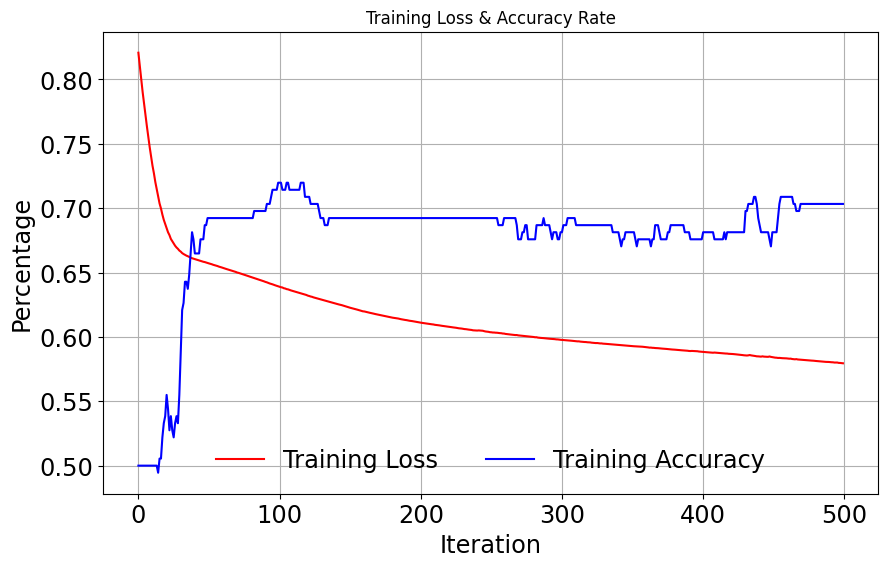 Training Loss & Accuracy Rate
Percentage
0.80
0.75
0.70
0.65
0.60
0.55
0.50
Training Loss
Training Accuracy
0
100
200
300
400
500
Iteration